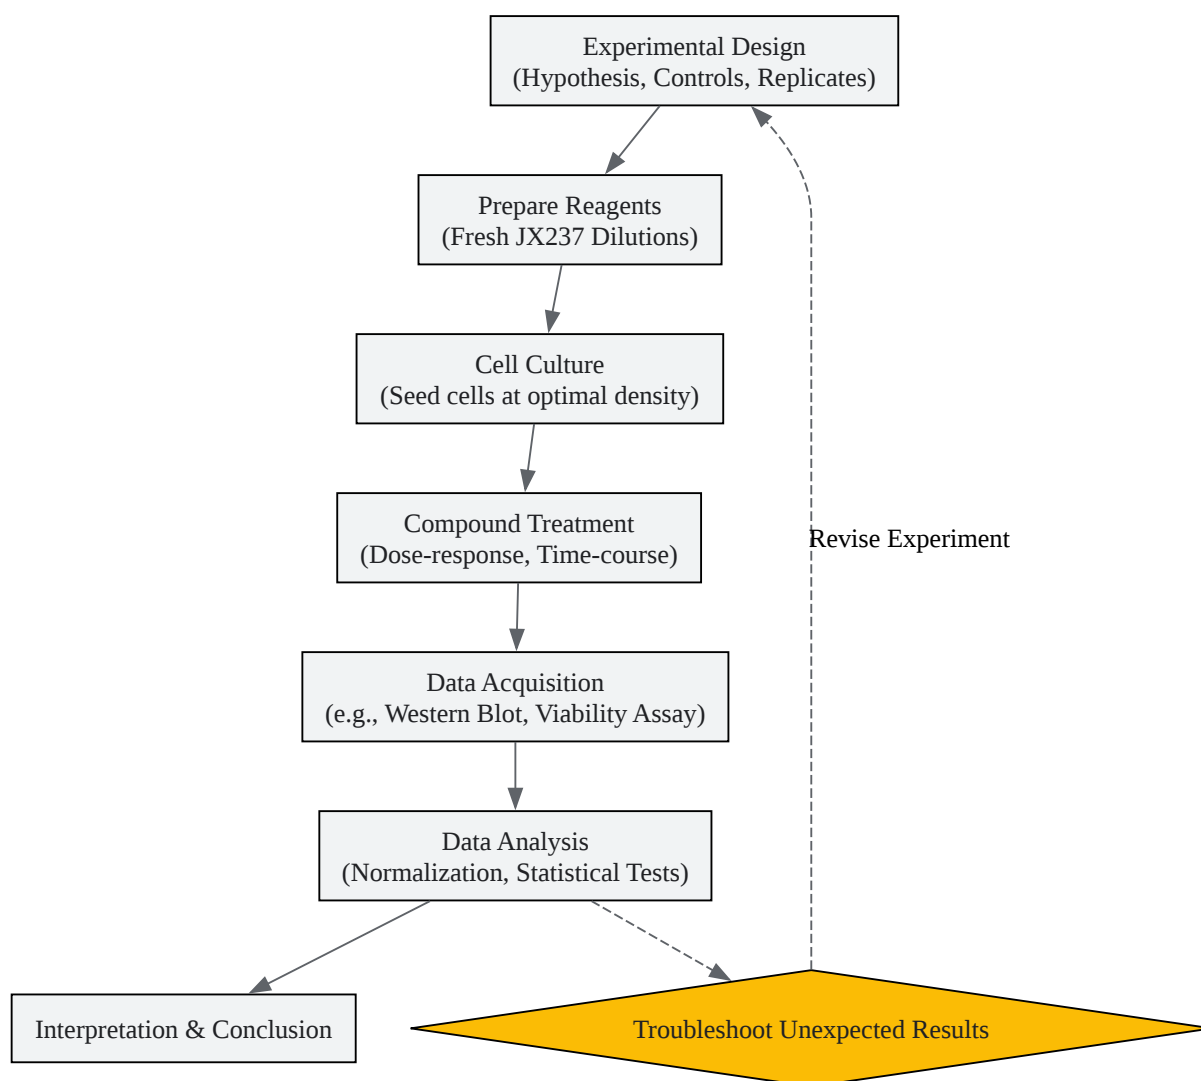 Experimental Design
(Hypothesis, Controls, Replicates)
Prepare Reagents
(Fresh JX237 Dilutions)
Cell Culture
(Seed cells at optimal density)
Compound Treatment
(Dose-response, Time-course)
Revise Experiment
Data Acquisition
(e.g., Western Blot, Viability Assay)
Data Analysis
(Normalization, Statistical Tests)
Interpretation & Conclusion
Troubleshoot Unexpected Results